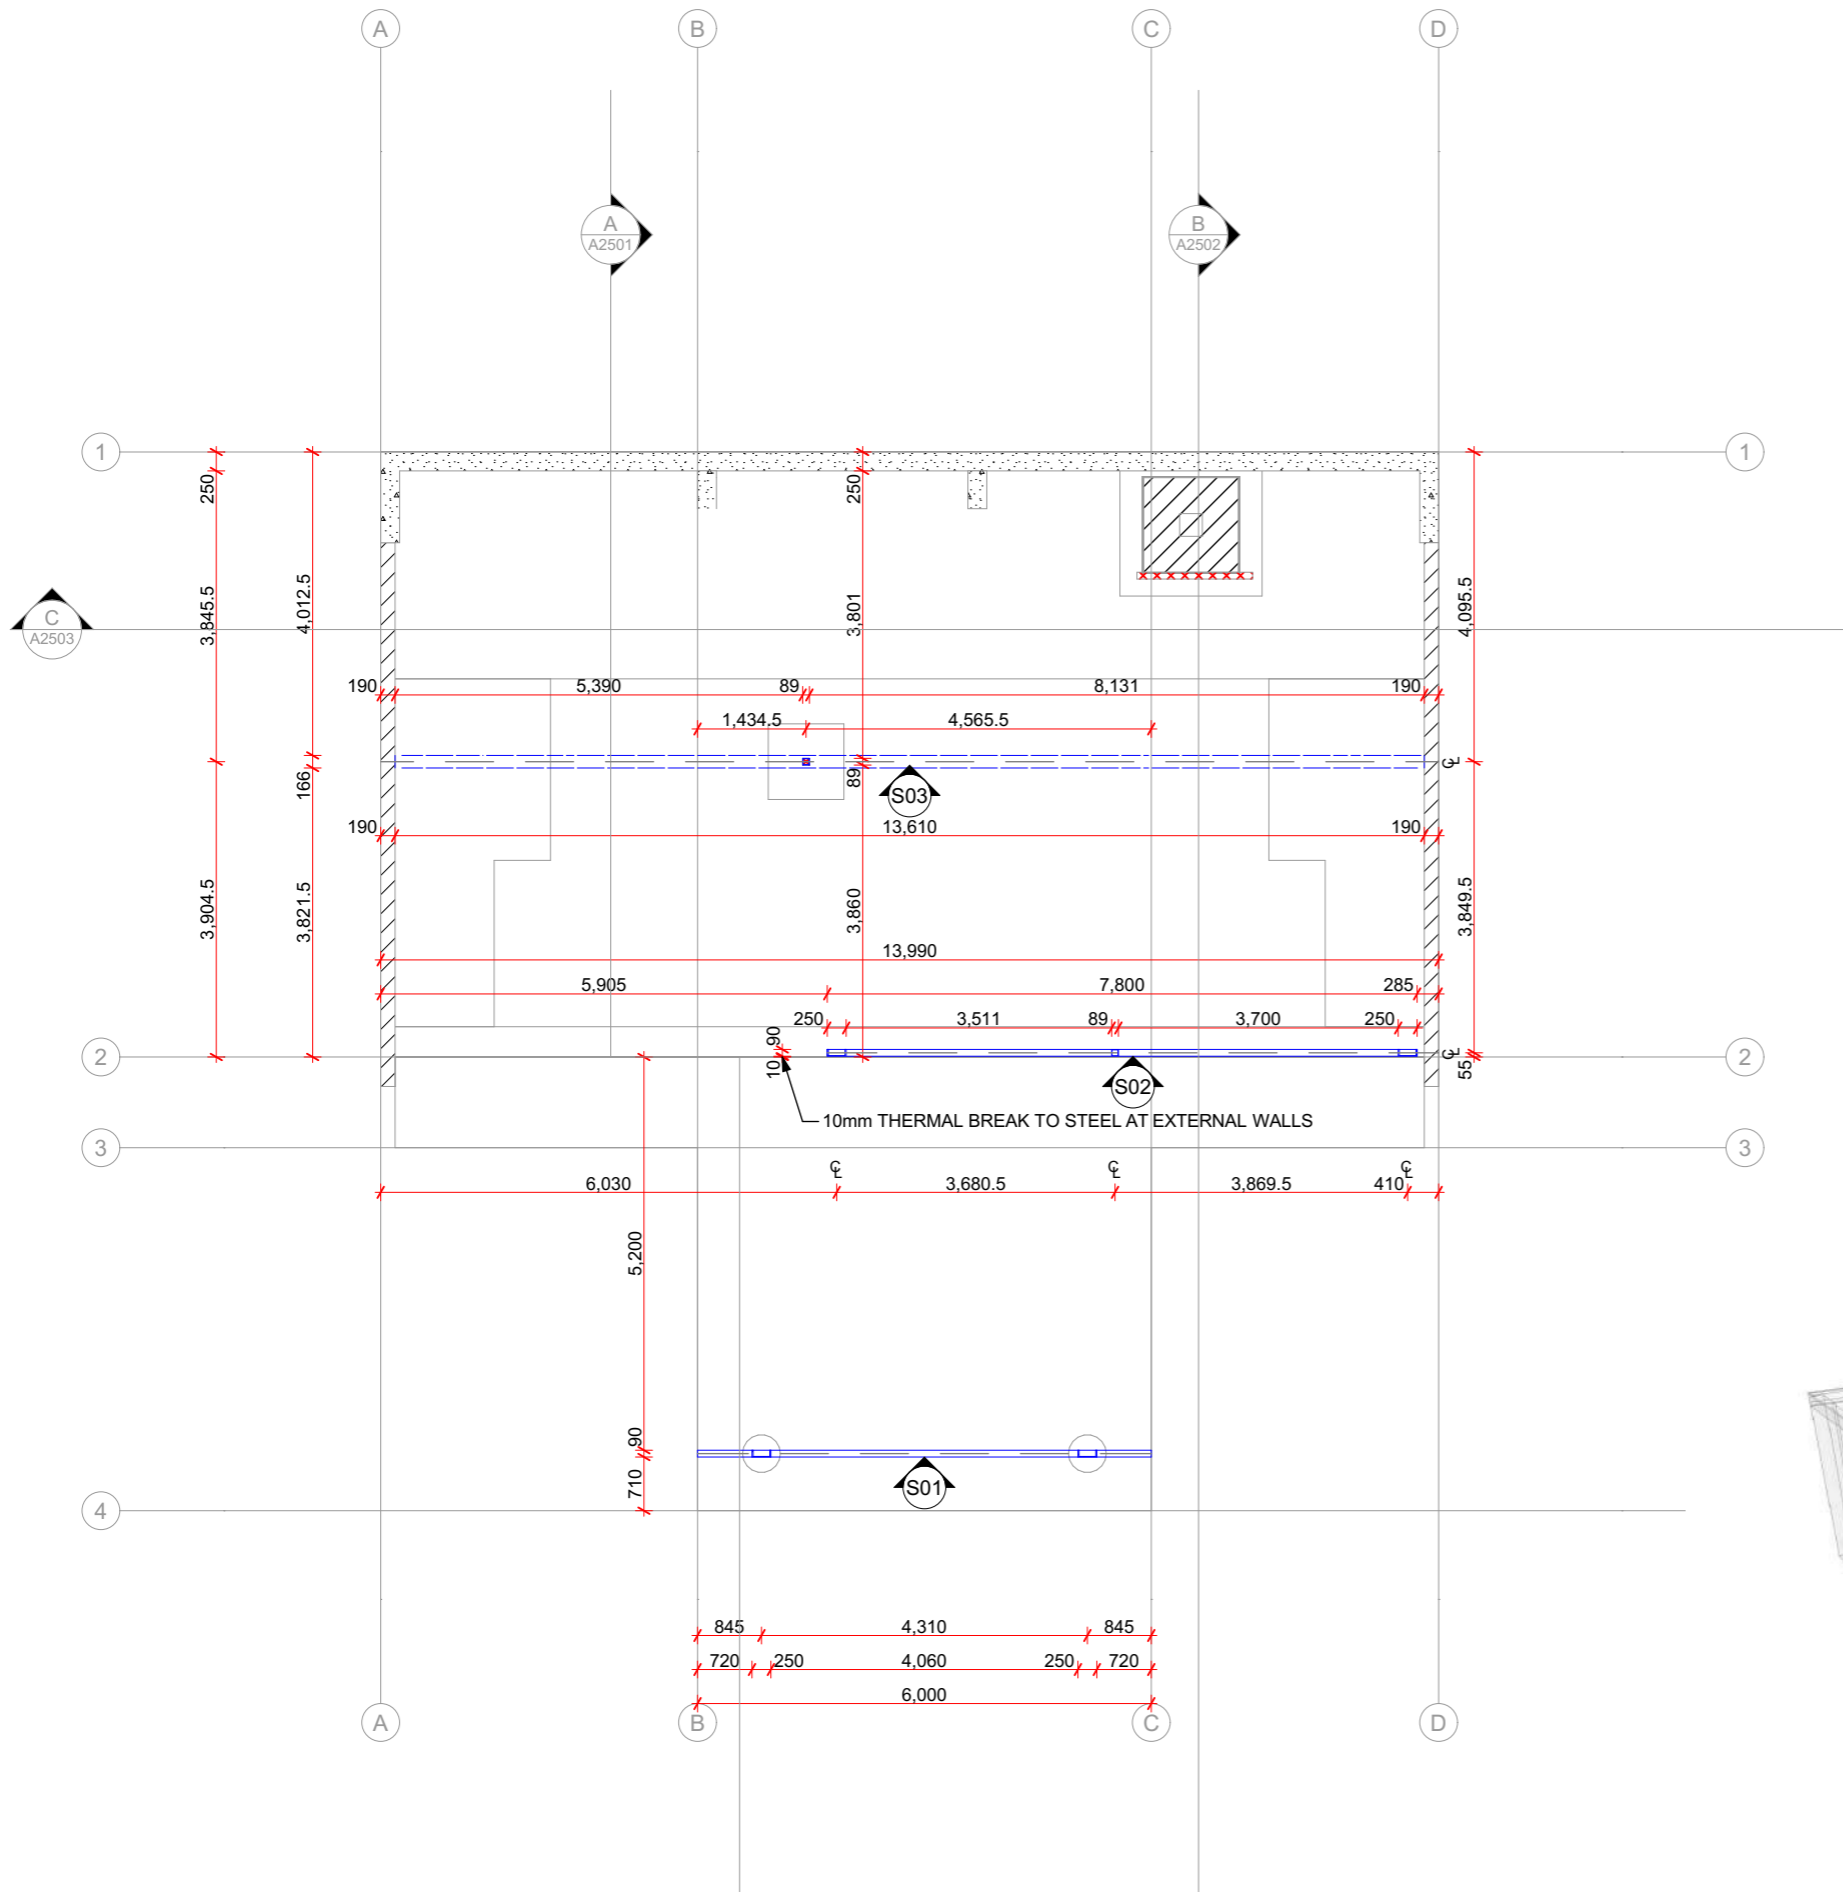 A B C D
A
A2501
B
A2502
1 1
250 250
3,845.5 4,012.5 3,801 4,095.5
C
A2503
190 5,390 89 8,131 190
1,434.5 4,565.5
℄
166 89
S03
190 13,610 190
3,904.5 3,821.5 3,860 3,849.5
13,990
5,905 7,800 285
250 3,511 89 3,700 250
90
10
℄
55
2 2
S02
10mm THERMAL BREAK TO STEEL AT EXTERNAL WALLS
3 3
℄ ℄ ℄
6,030 3,680.5 3,869.5 410
5,200
90
710
S01
4
845 4,310 845
720 250 4,060 250 720
6,000
A B C D